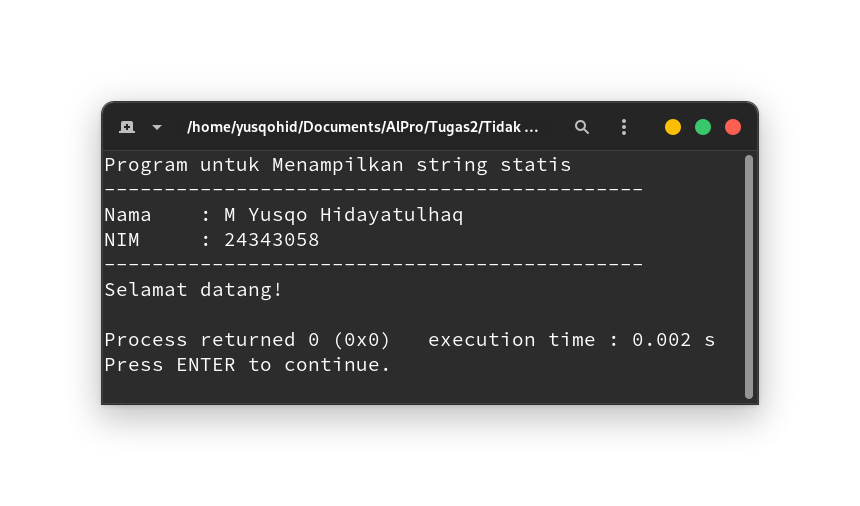 /home/yusqohid/Documents/AlPro/Tugas2/Tidak ...
Program untuk Menampilkan string statis
---------------------------------------------
Nama    : M Yusqo Hidayatulhaq
NIM     : 24343058
---------------------------------------------
Selamat datang!
Process returned 0 (0x0)   execution time : 0.002 s
Press ENTER to continue.